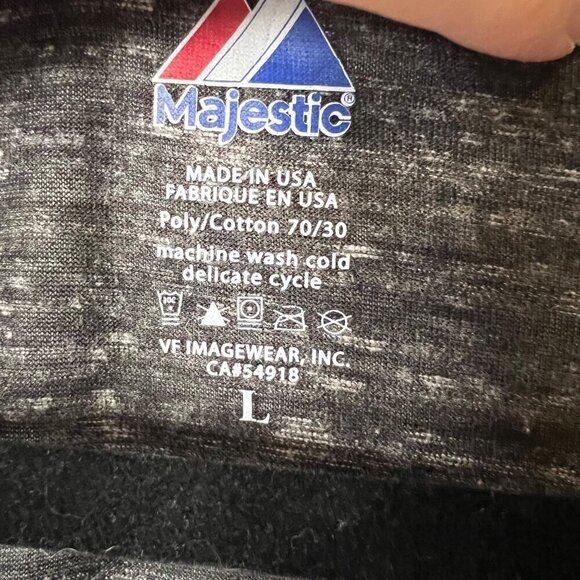 Majestic®
MADE IN USA
FABRIQUE EN USA
Poly/Cotton 70/30
machine wash cold
delicate cycle
VF IMAGEWEAR, INC.
CA#54918
L